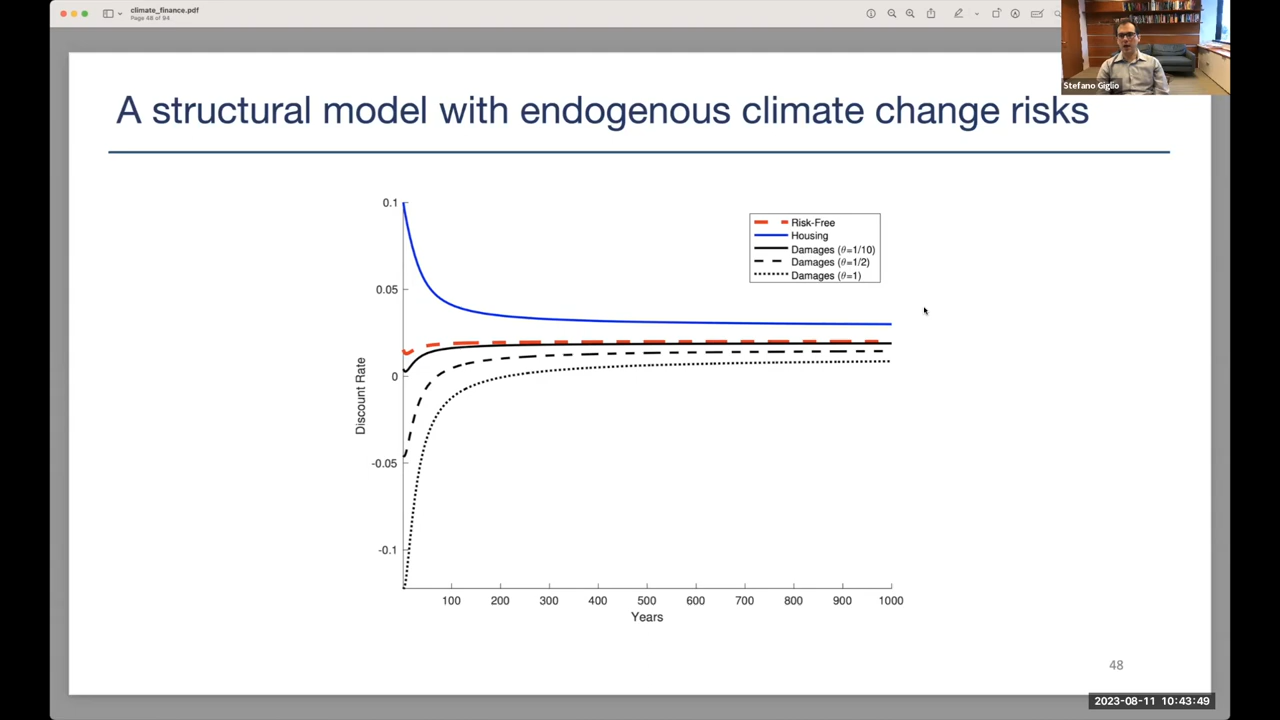 climate_finance.pdf
Page 48 of 94
Stefano Giglio
A structural model with endogenous climate change risks
0.1
0.05
0
-0.05
-0.1
Discount Rate
Risk-Free
Housing
Damages (θ=1/10)
Damages (θ=1/2)
Damages (θ=1)
100 200 300 400 500 600 700 800 900 1000
Years
48
2023-08-11 10:43:49